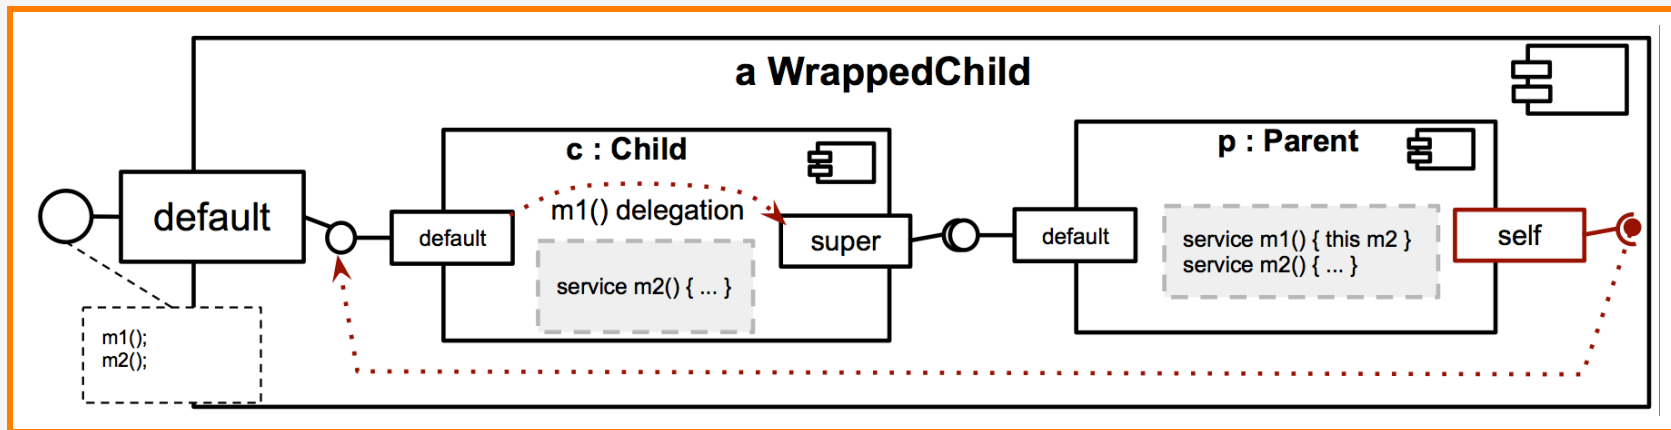 a WrappedChild
c : Child
p : Parent
default
m1() delegation
default
super
default
self
service m2() { ... }
service m1() { this m2 }
service m2() { ... }
m1();
m2();